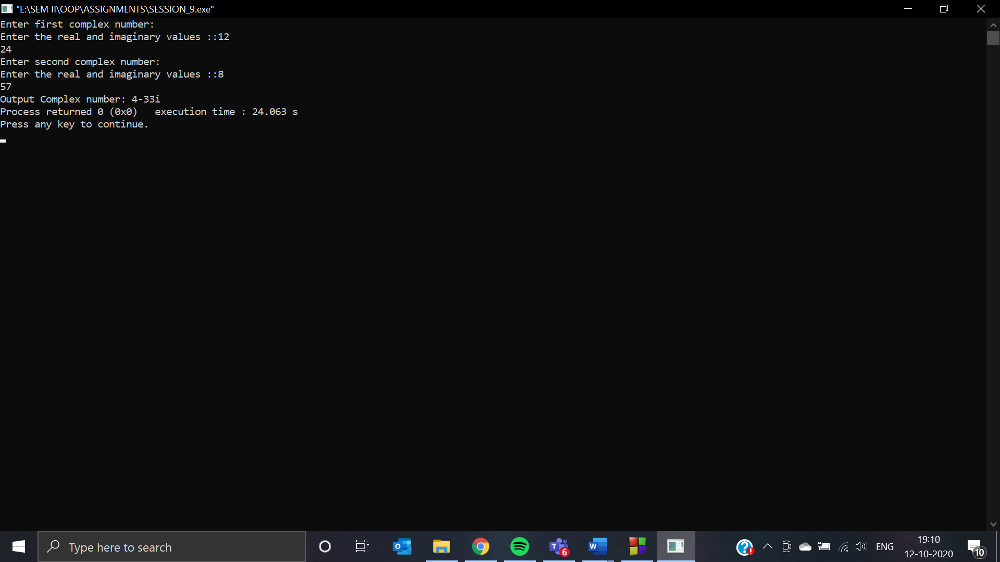 "E:\SEM II\OOP\ASSIGNMENTS\SESSION_9.exe"
Enter first complex number:
Enter the real and imaginary values ::12
24
Enter second complex number:
Enter the real and imaginary values ::8
57
Output Complex number: 4-33i
Process returned 0 (0x0)   execution time : 24.063 s
Press any key to continue.
Type here to search
6
ENG
19:10
12-10-2020
10